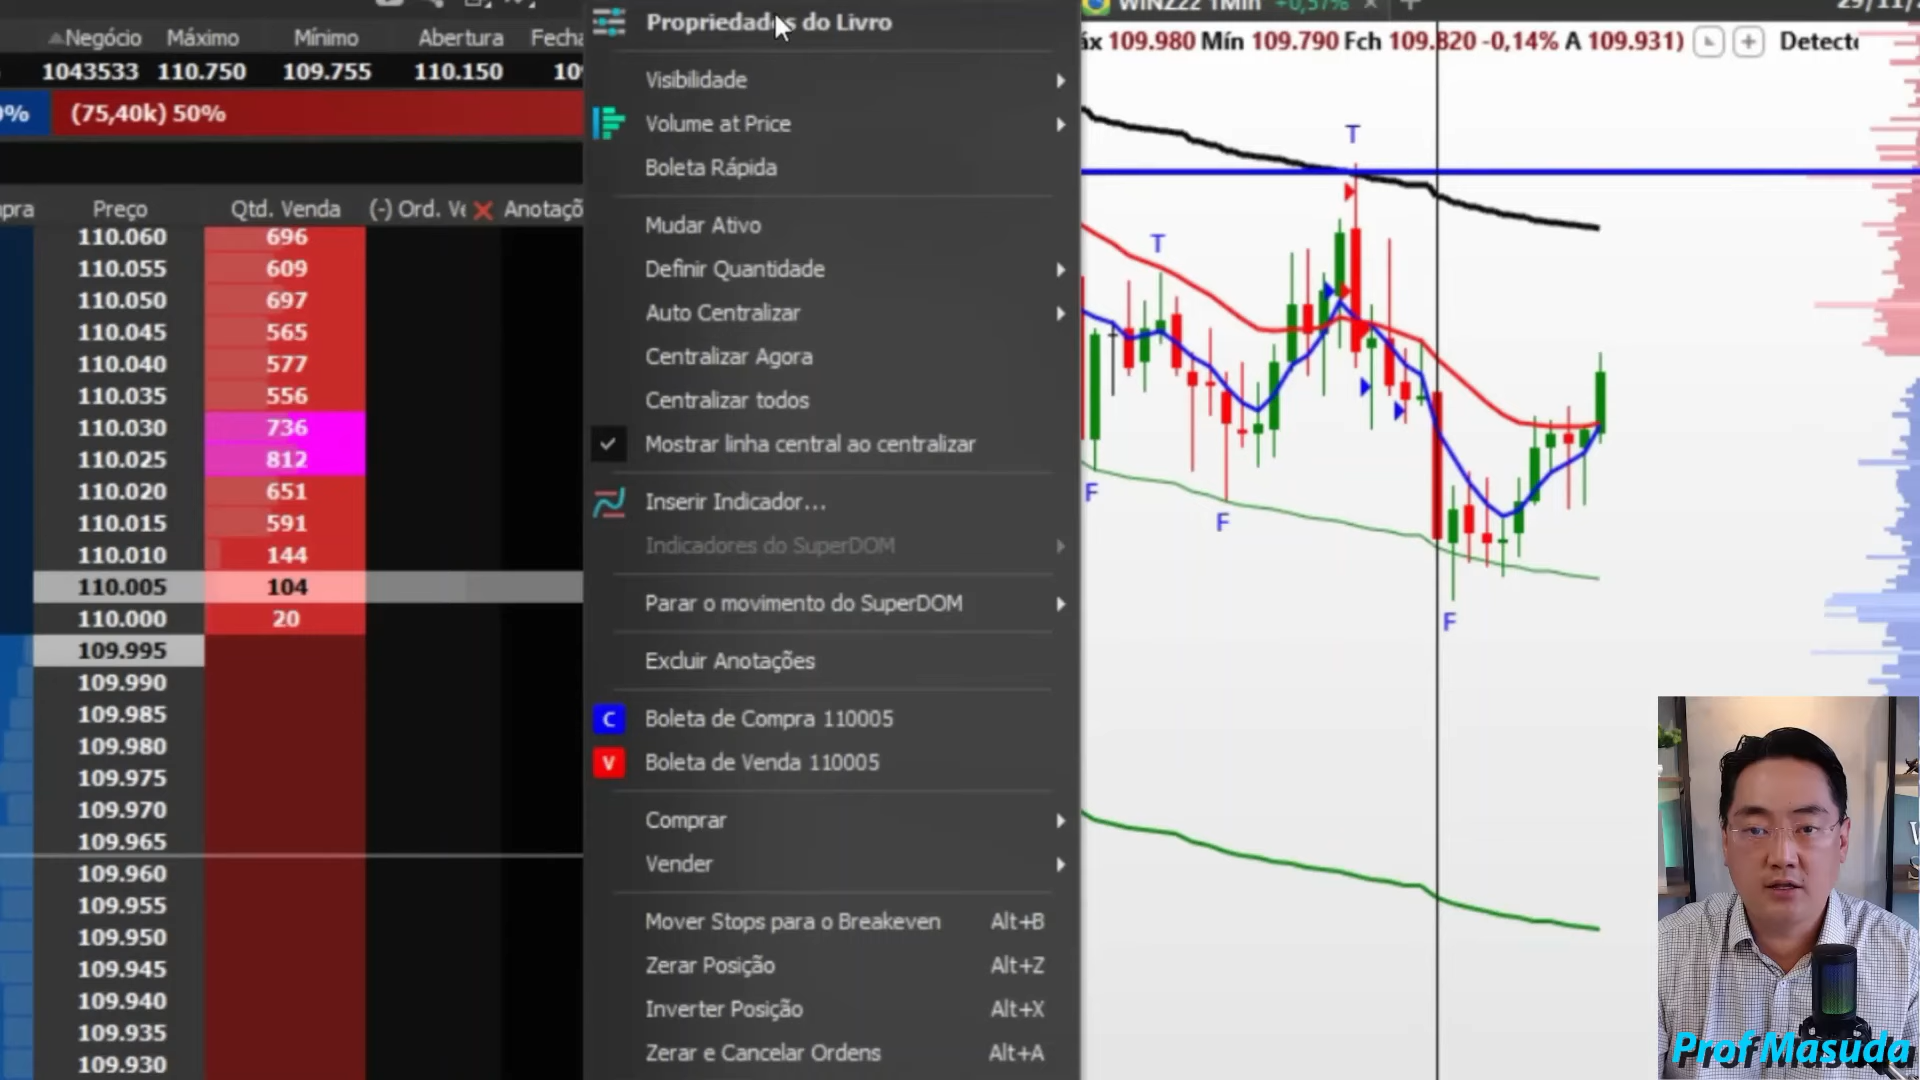 Negócio Máximo Mínimo Abertura
1043533 110.750 109.755 110.150
(75,40k) 50%
Preço Qtd. Venda (-) Ord. Anotaçõ
110.060 696
110.055 609
110.050 697
110.045 565
110.040 577
110.035 556
110.030 736
110.025 812
110.020 651
110.015 591
110.010 144
110.005 104
110.000 20
109.995
109.990
109.985
109.980
109.975
109.970
109.965
109.960
109.955
109.950
109.945
109.940
109.935
109.930
Propriedades do Livro
Visibilidade
Volume at Price
Boleta Rápida
Mudar Ativo
Definir Quantidade
Auto Centralizar
Centralizar Agora
Centralizar todos
Mostrar linha central ao centralizar
Inserir Indicador...
Indicadores do SuperDOM
Parar o movimento do SuperDOM
Excluir Anotações
C Boleta de Compra 110005
V Boleta de Venda 110005
Comprar
Vender
Mover Stops para o Breakeven Alt+B
Zerar Posição Alt+Z
Inverter Posição Alt+X
Zerar e Cancelar Ordens Alt+A
WINZ22 1Min +0,57%
áx 109.980 Mín 109.790 Fch 109.820 -0,14% A 109.931)
T
T
F
F
F
Prof Masuda